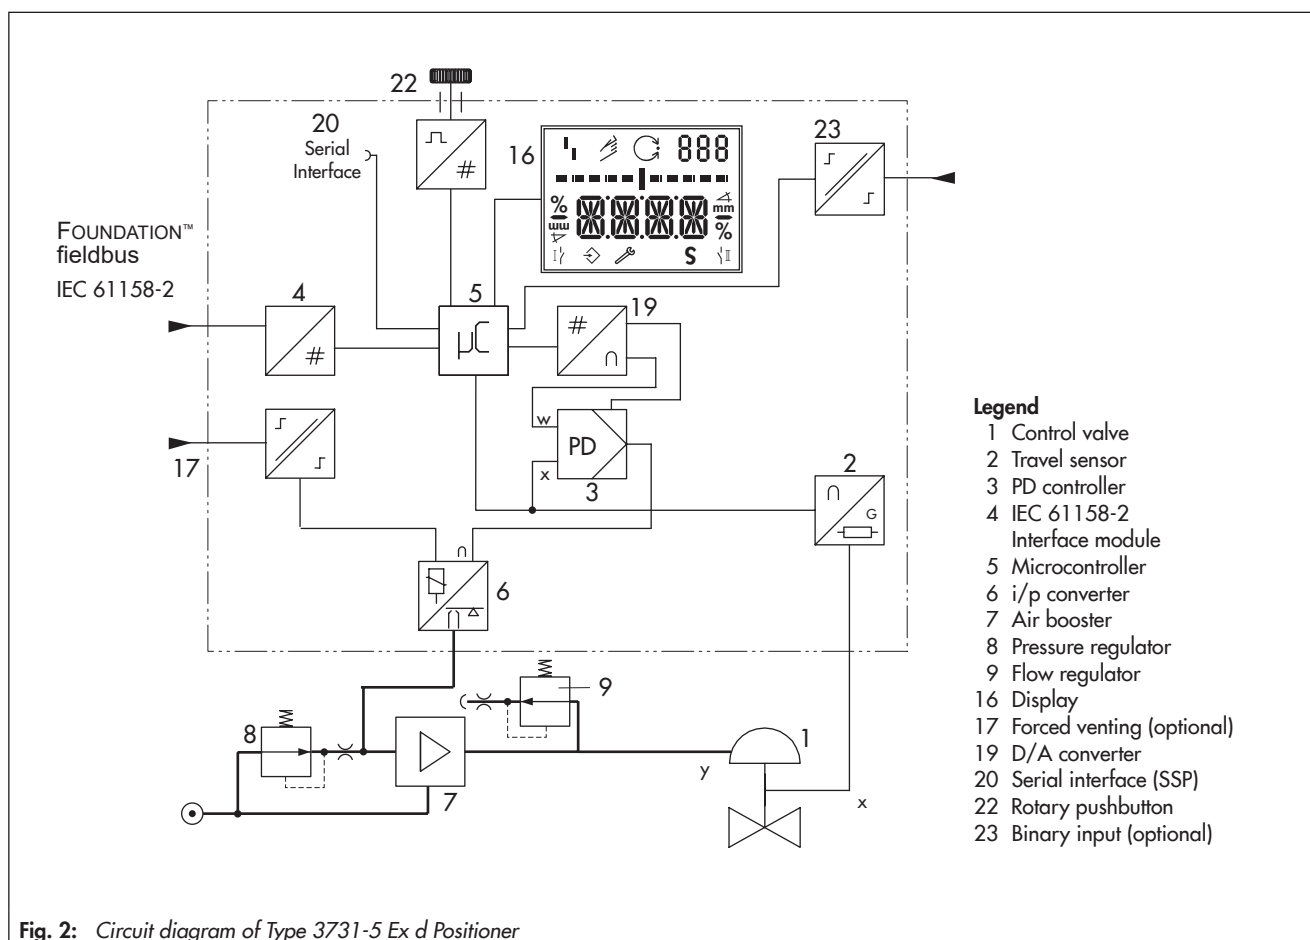 22
20
Serial
Interface
16
888
%
mm
mm
%
S
23
FOUNDATION™
fieldbus
IEC 61158-2
4
#
#
5
µC
19
#
∩
w
PD
x
3
17
2
∩
G
∩
6
8
9
7
y
1
x
Legend
1 Control valve
2 Travel sensor
3 PD controller
4 IEC 61158-2
Interface module
5 Microcontroller
6 i/p converter
7 Air booster
8 Pressure regulator
9 Flow regulator
16 Display
17 Forced venting (optional)
19 D/A converter
20 Serial interface (SSP)
22 Rotary pushbutton
23 Binary input (optional)
Fig. 2: Circuit diagram of Type 3731-5 Ex d Positioner